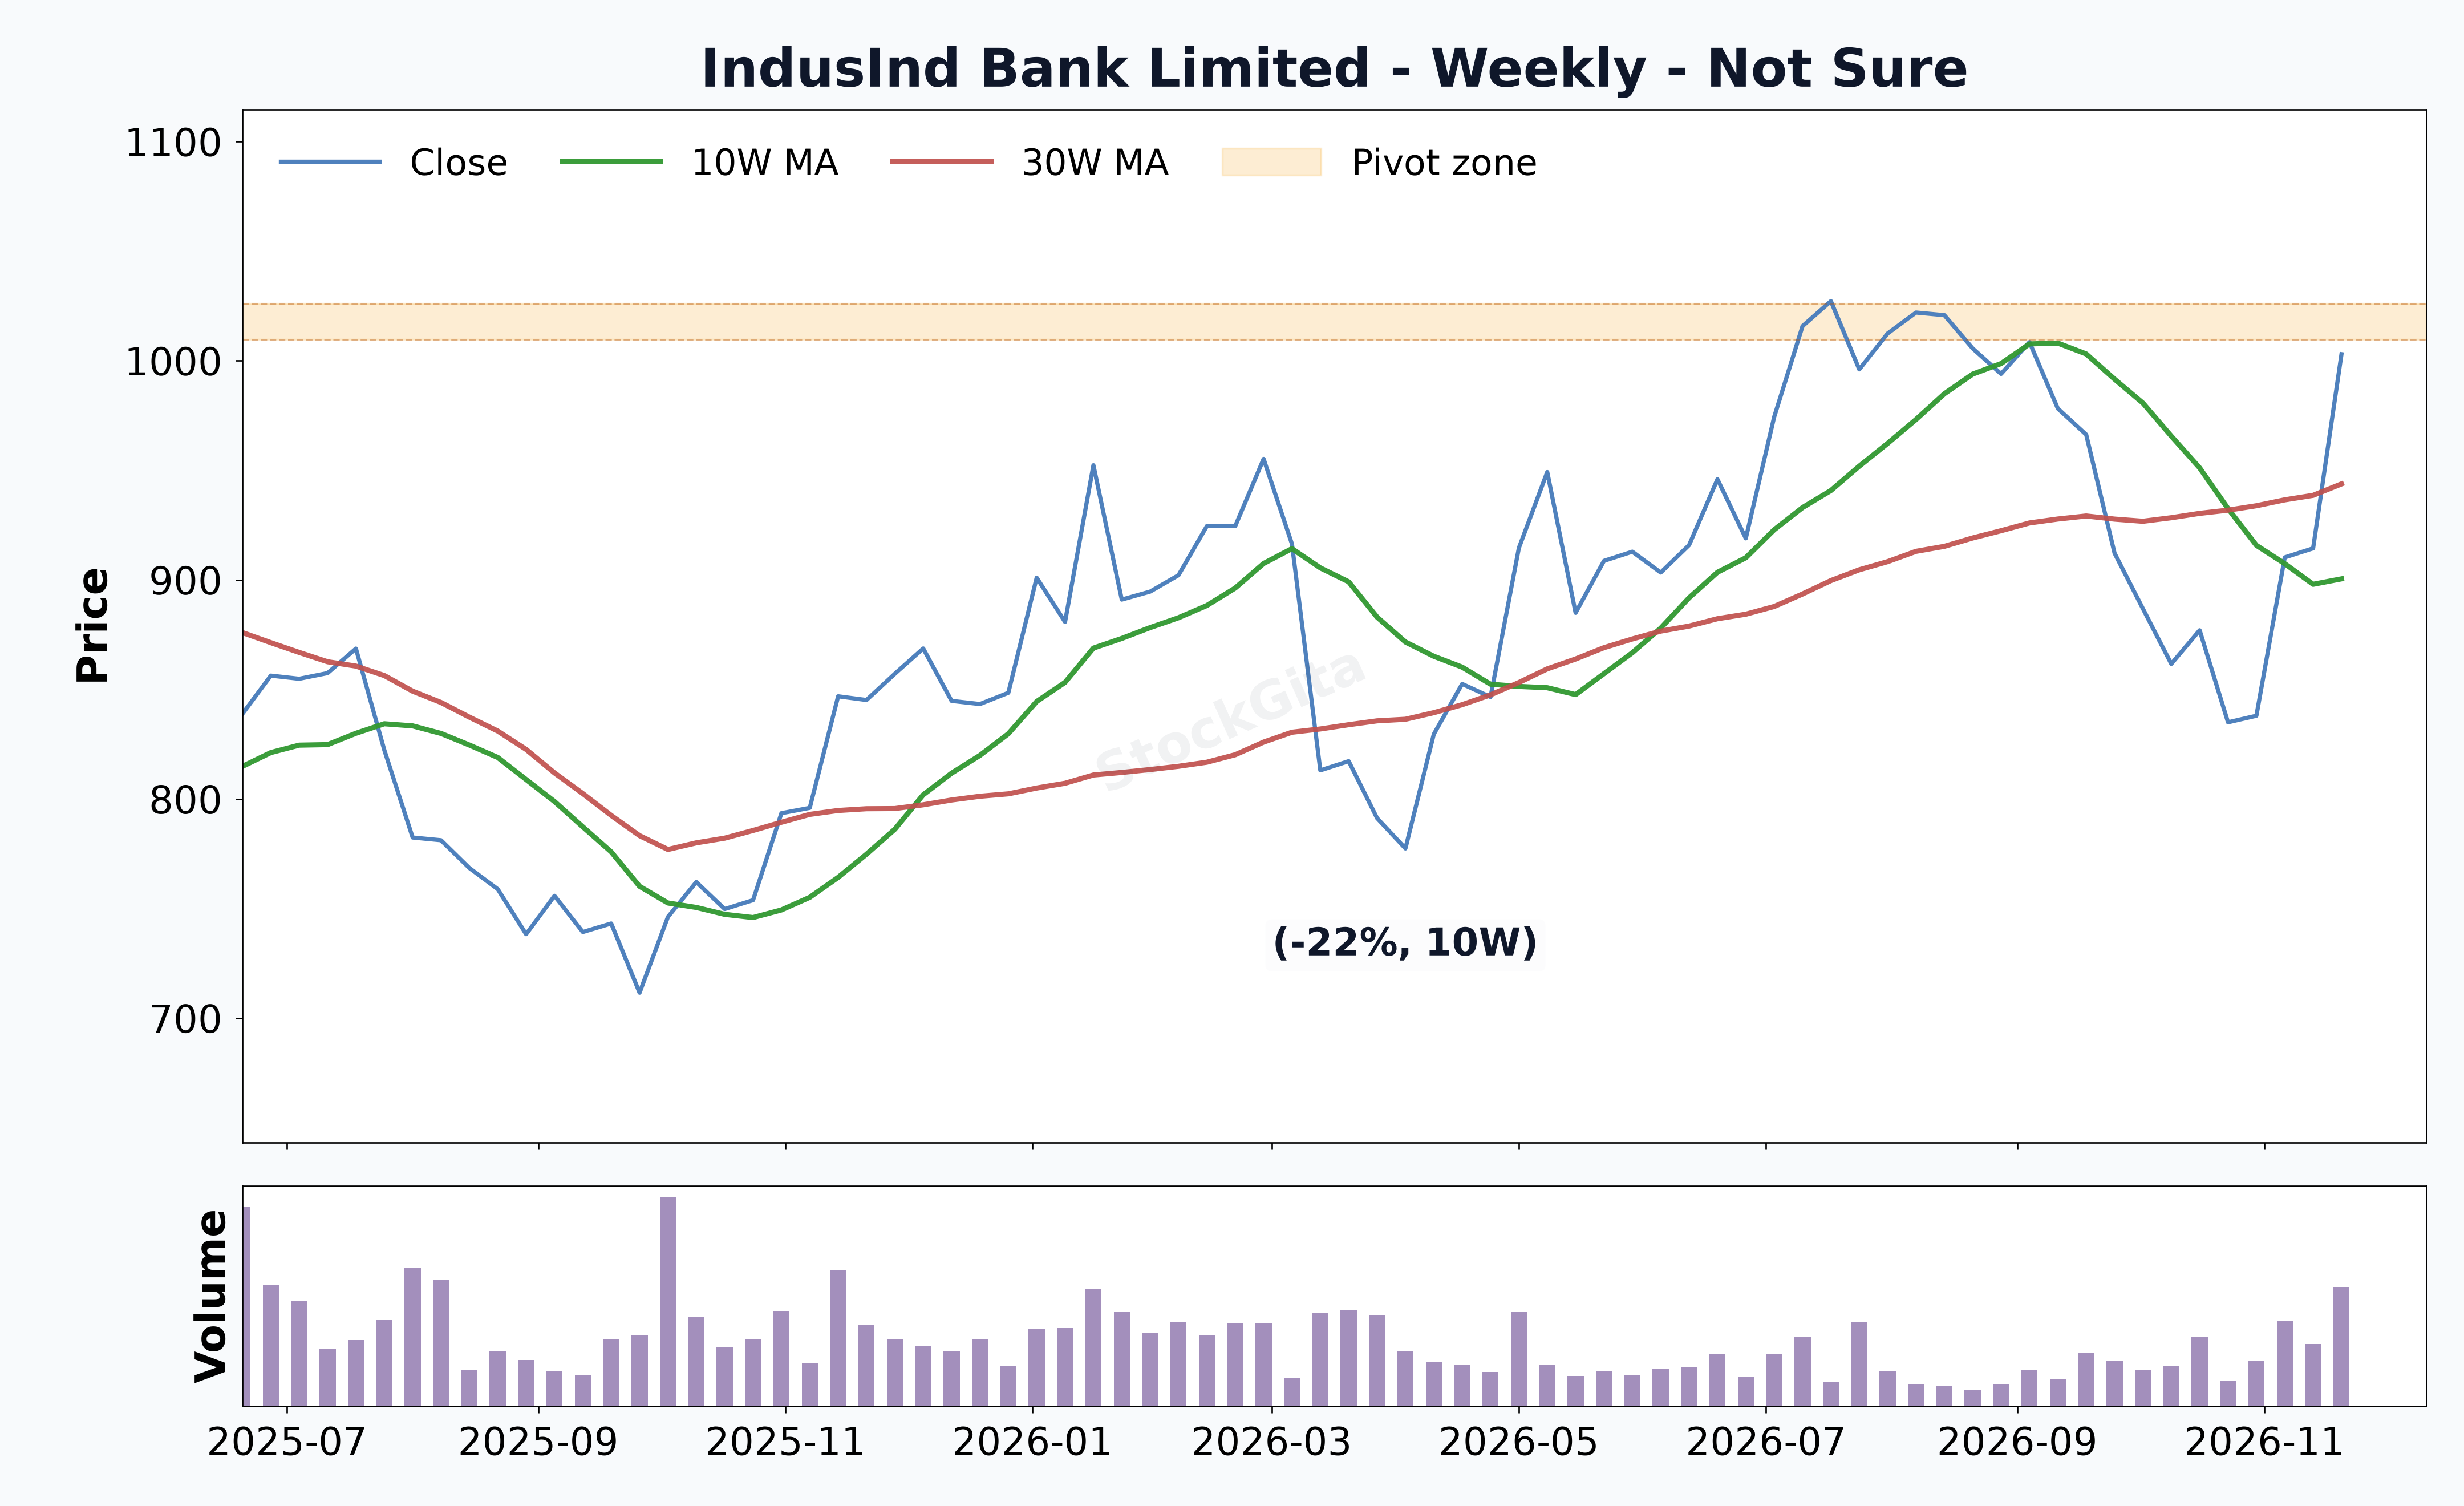 IndusInd Bank Limited - Weekly - Not Sure
Close 10W MA 30W MA Pivot zone
1100
1000
900
800
700
Price
StockGita
(-22%, 10W)
Volume
2025-07 2025-09 2025-11 2026-01 2026-03 2026-05 2026-07 2026-09 2026-11